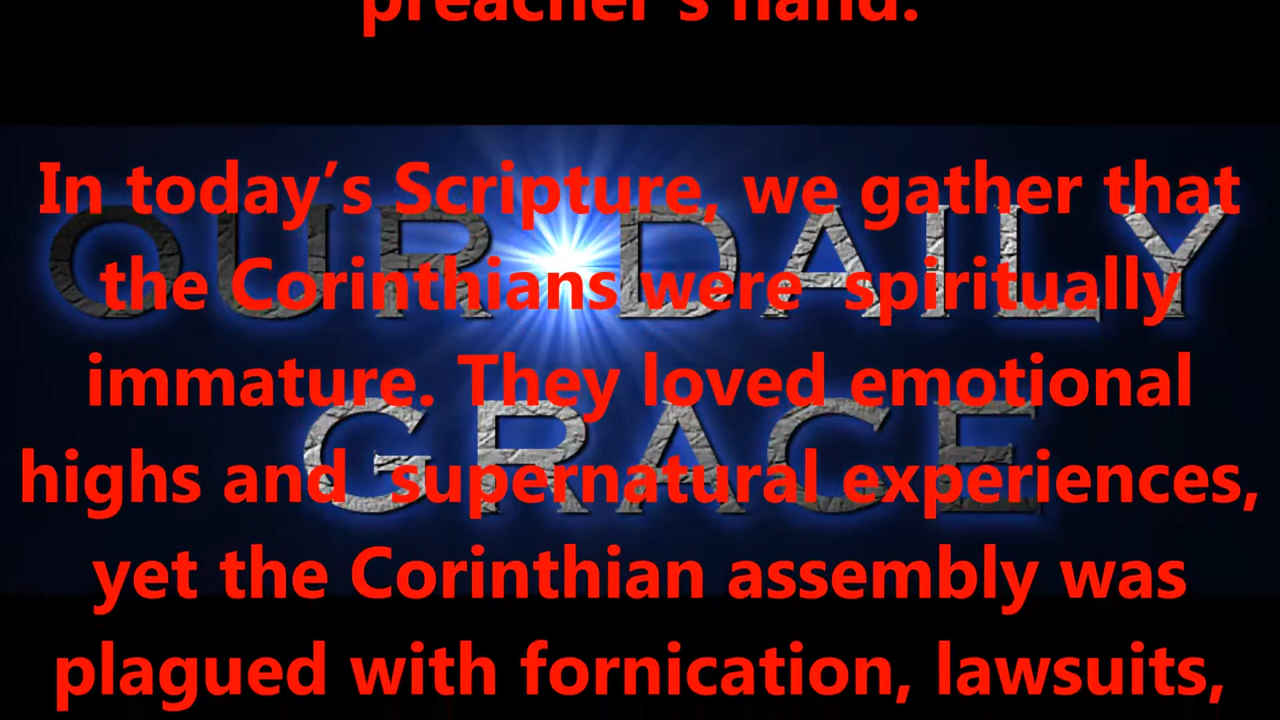 preacher's hand.
In today’s Scripture, we gather that
the Corinthians were  spiritually
immature. They loved emotional
highs and  supernatural experiences,
yet the Corinthian assembly was
plagued with fornication, lawsuits,
OUR DAILY
GRACE